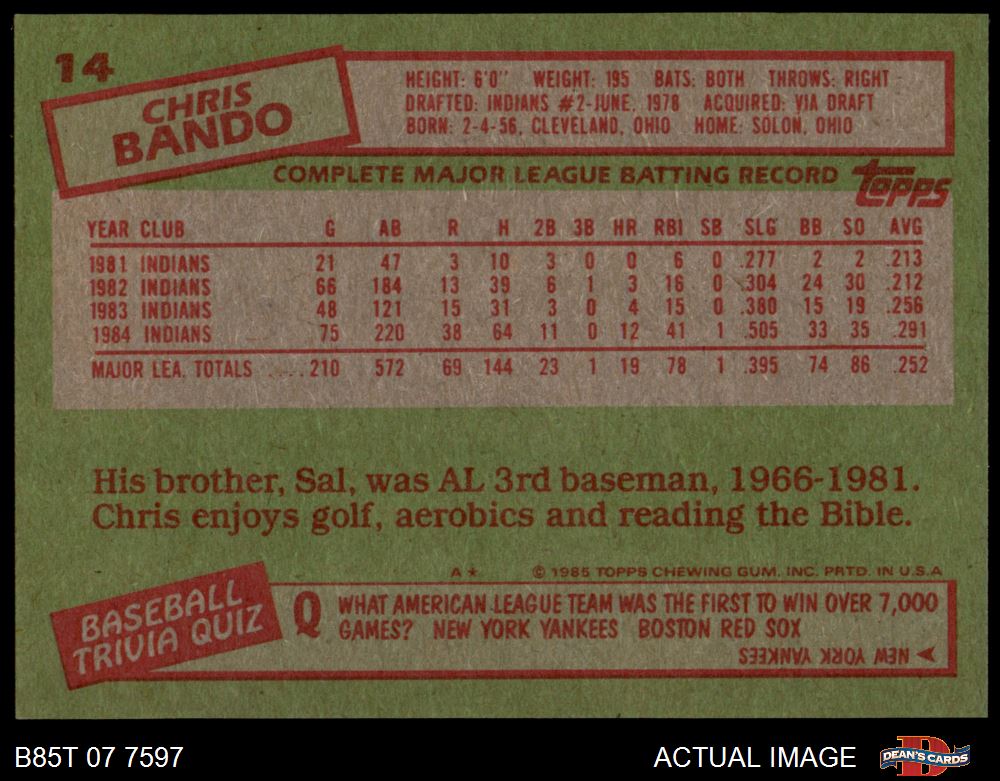 14
CHRIS
BANDO
HEIGHT: 6'0" WEIGHT: 195 BATS: BOTH THROWS: RIGHT
DRAFTED: INDIANS #2-JUNE, 1978 ACQUIRED: VIA DRAFT
BORN: 2-4-56, CLEVELAND, OHIO HOME: SOLON, OHIO
COMPLETE MAJOR LEAGUE BATTING RECORD topps
YEAR CLUB G AB R H 2B 3B HR RBI SB SLG BB SO AVG
1981 INDIANS 21 47 3 10 3 0 0 6 0 .277 2 2 .213
1982 INDIANS 66 184 13 39 6 1 3 16 0 .304 24 30 .212
1983 INDIANS 48 121 15 31 3 0 4 15 0 .380 15 19 .256
1984 INDIANS 75 220 38 64 11 0 12 41 1 .505 33 35 .291
MAJOR LEA. TOTALS ....210 572 69 144 23 1 19 78 1 .395 74 86 .252
His brother, Sal, was AL 3rd baseman, 1966-1981.
Chris enjoys golf, aerobics and reading the Bible.
A* © 1985 TOPPS CHEWING GUM, INC. PRTD. IN U.S.A
BASEBALL
TRIVIA QUIZ
Q WHAT AMERICAN LEAGUE TEAM WAS THE FIRST TO WIN OVER 7,000
GAMES? NEW YORK YANKEES BOSTON RED SOX
NEW YORK YANKEES
B85T 07 7597 ACTUAL IMAGE DEAN'S CARDS